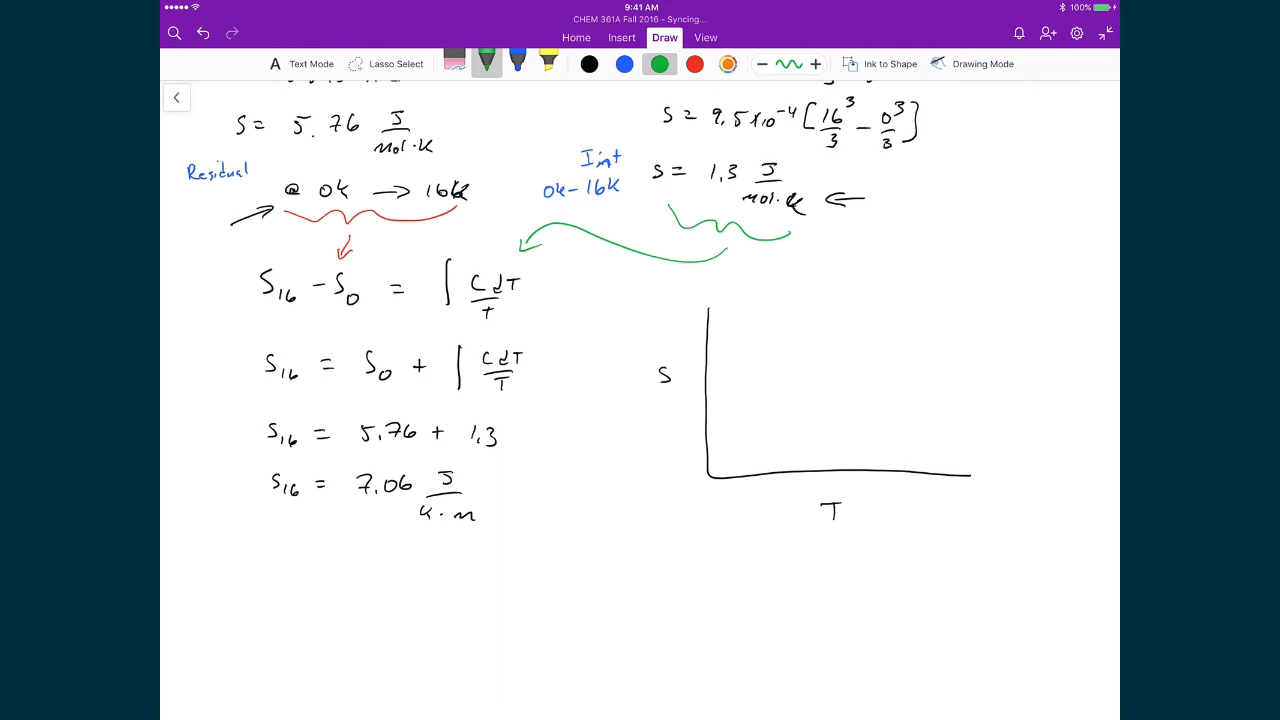 9:41 AM
100%
CHEM 361A Fall 2016 - Syncing...
Home Insert Draw View
A Text Mode Lasso Select Ink to Shape Drawing Mode
S = 5.76 J/mol·K
Residual
@ 0K → 16K
S₁₆ - S₀ = ∫ C dT/T
S₁₆ = S₀ + ∫ C dT/T
S₁₆ = 5.76 + 1.3
S₁₆ = 7.06 J/K·m
S = 9.5x10⁻⁴ [16³/3 - 0³/3]
Int
0K - 16K
S = 1.3 J/mol·K ←
S
T